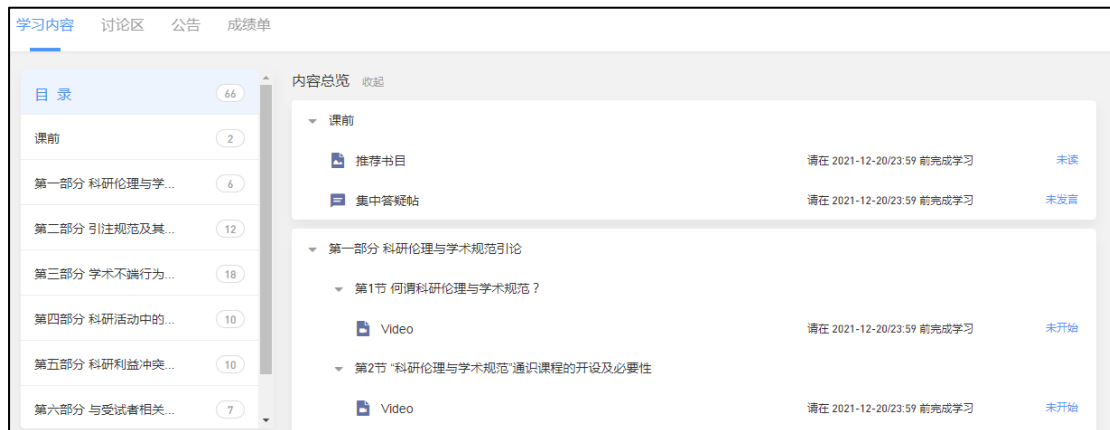 学习内容 讨论区 公告 成绩单
目 录 66
课前 2
第一部分 科研伦理与学... 6
第二部分 引注规范及其... 12
第三部分 学术不端行为... 18
第四部分 科研活动中的... 10
第五部分 科研利益冲突... 10
第六部分 与受试者相关... 7
内容总览 收起
课前
推荐书目 请在 2021-12-20/23:59 前完成学习 未读
集中答疑帖 请在 2021-12-20/23:59 前完成学习 未发言
第一部分 科研伦理与学术规范引论
第1节 何谓科研伦理与学术规范？
Video 请在 2021-12-20/23:59 前完成学习 未开始
第2节 “科研伦理与学术规范”通识课程的开设及必要性
Video 请在 2021-12-20/23:59 前完成学习 未开始